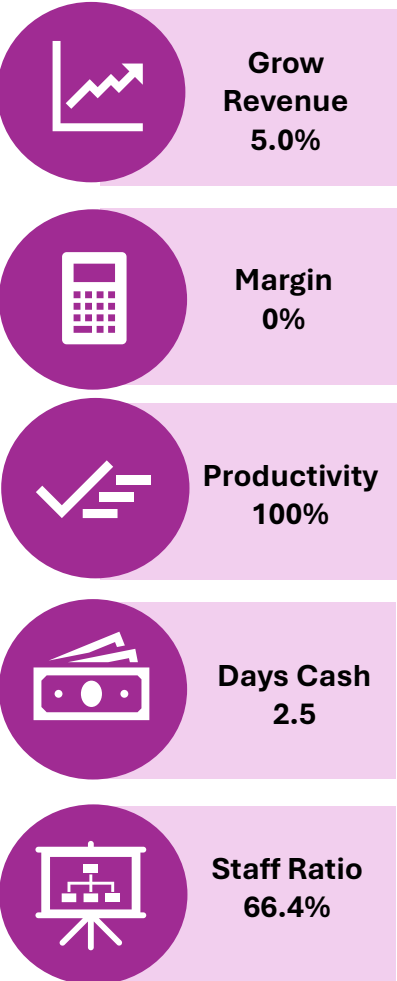 Grow
Revenue
5.0%
Margin
0%
Productivity
100%
Days Cash
2.5
Staff Ratio
66.4%